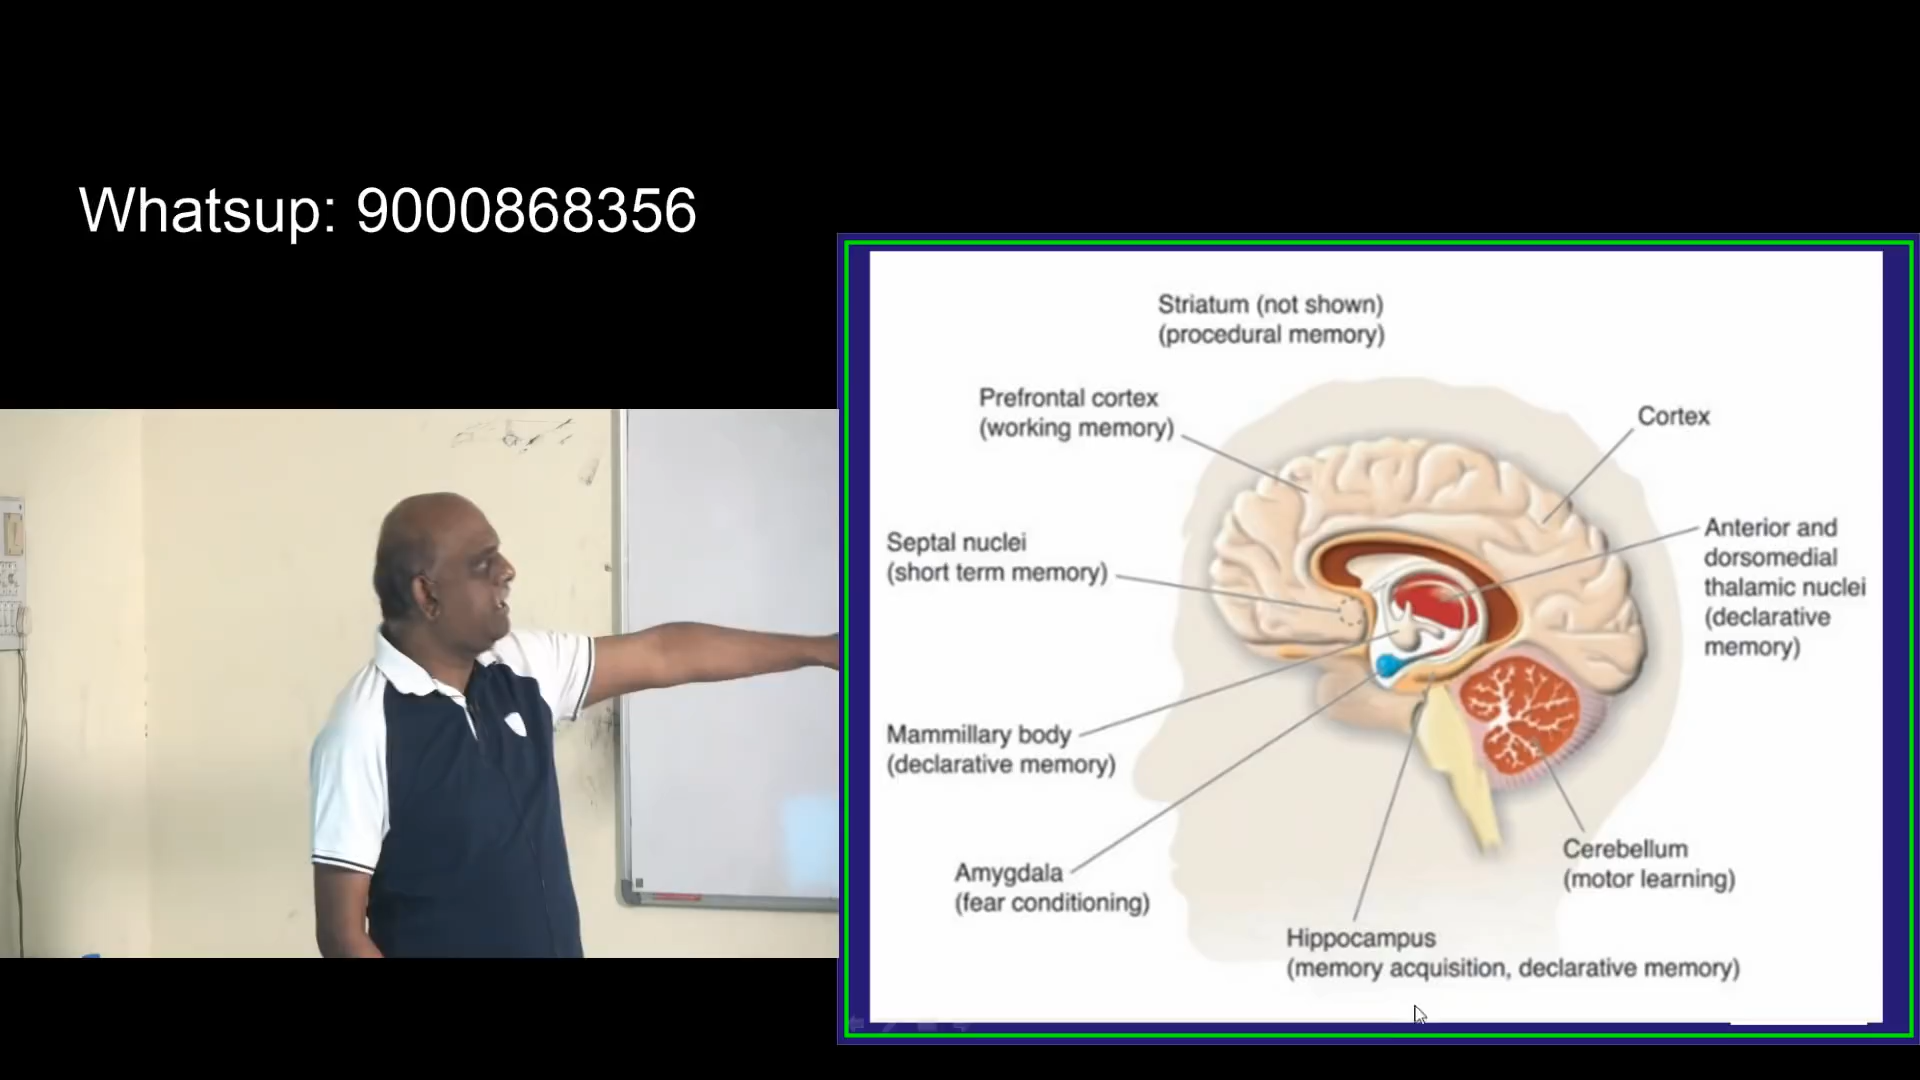 Whatsup: 9000868356
Striatum (not shown)
(procedural memory)
Prefrontal cortex
(working memory)
Cortex
Septal nuclei
(short term memory)
Anterior and
dorsomedial
thalamic nuclei
(declarative
memory)
Mammillary body
(declarative memory)
Amygdala
(fear conditioning)
Cerebellum
(motor learning)
Hippocampus
(memory acquisition, declarative memory)